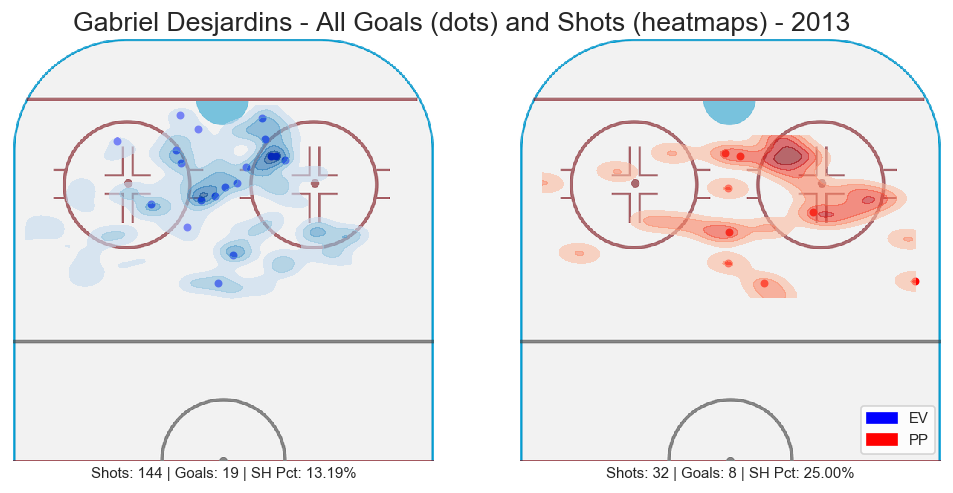 Gabriel Desjardins - All Goals (dots) and Shots (heatmaps) - 2013
EV
PP
Shots: 144 | Goals: 19 | SH Pct: 13.19%
Shots: 32 | Goals: 8 | SH Pct: 25.00%